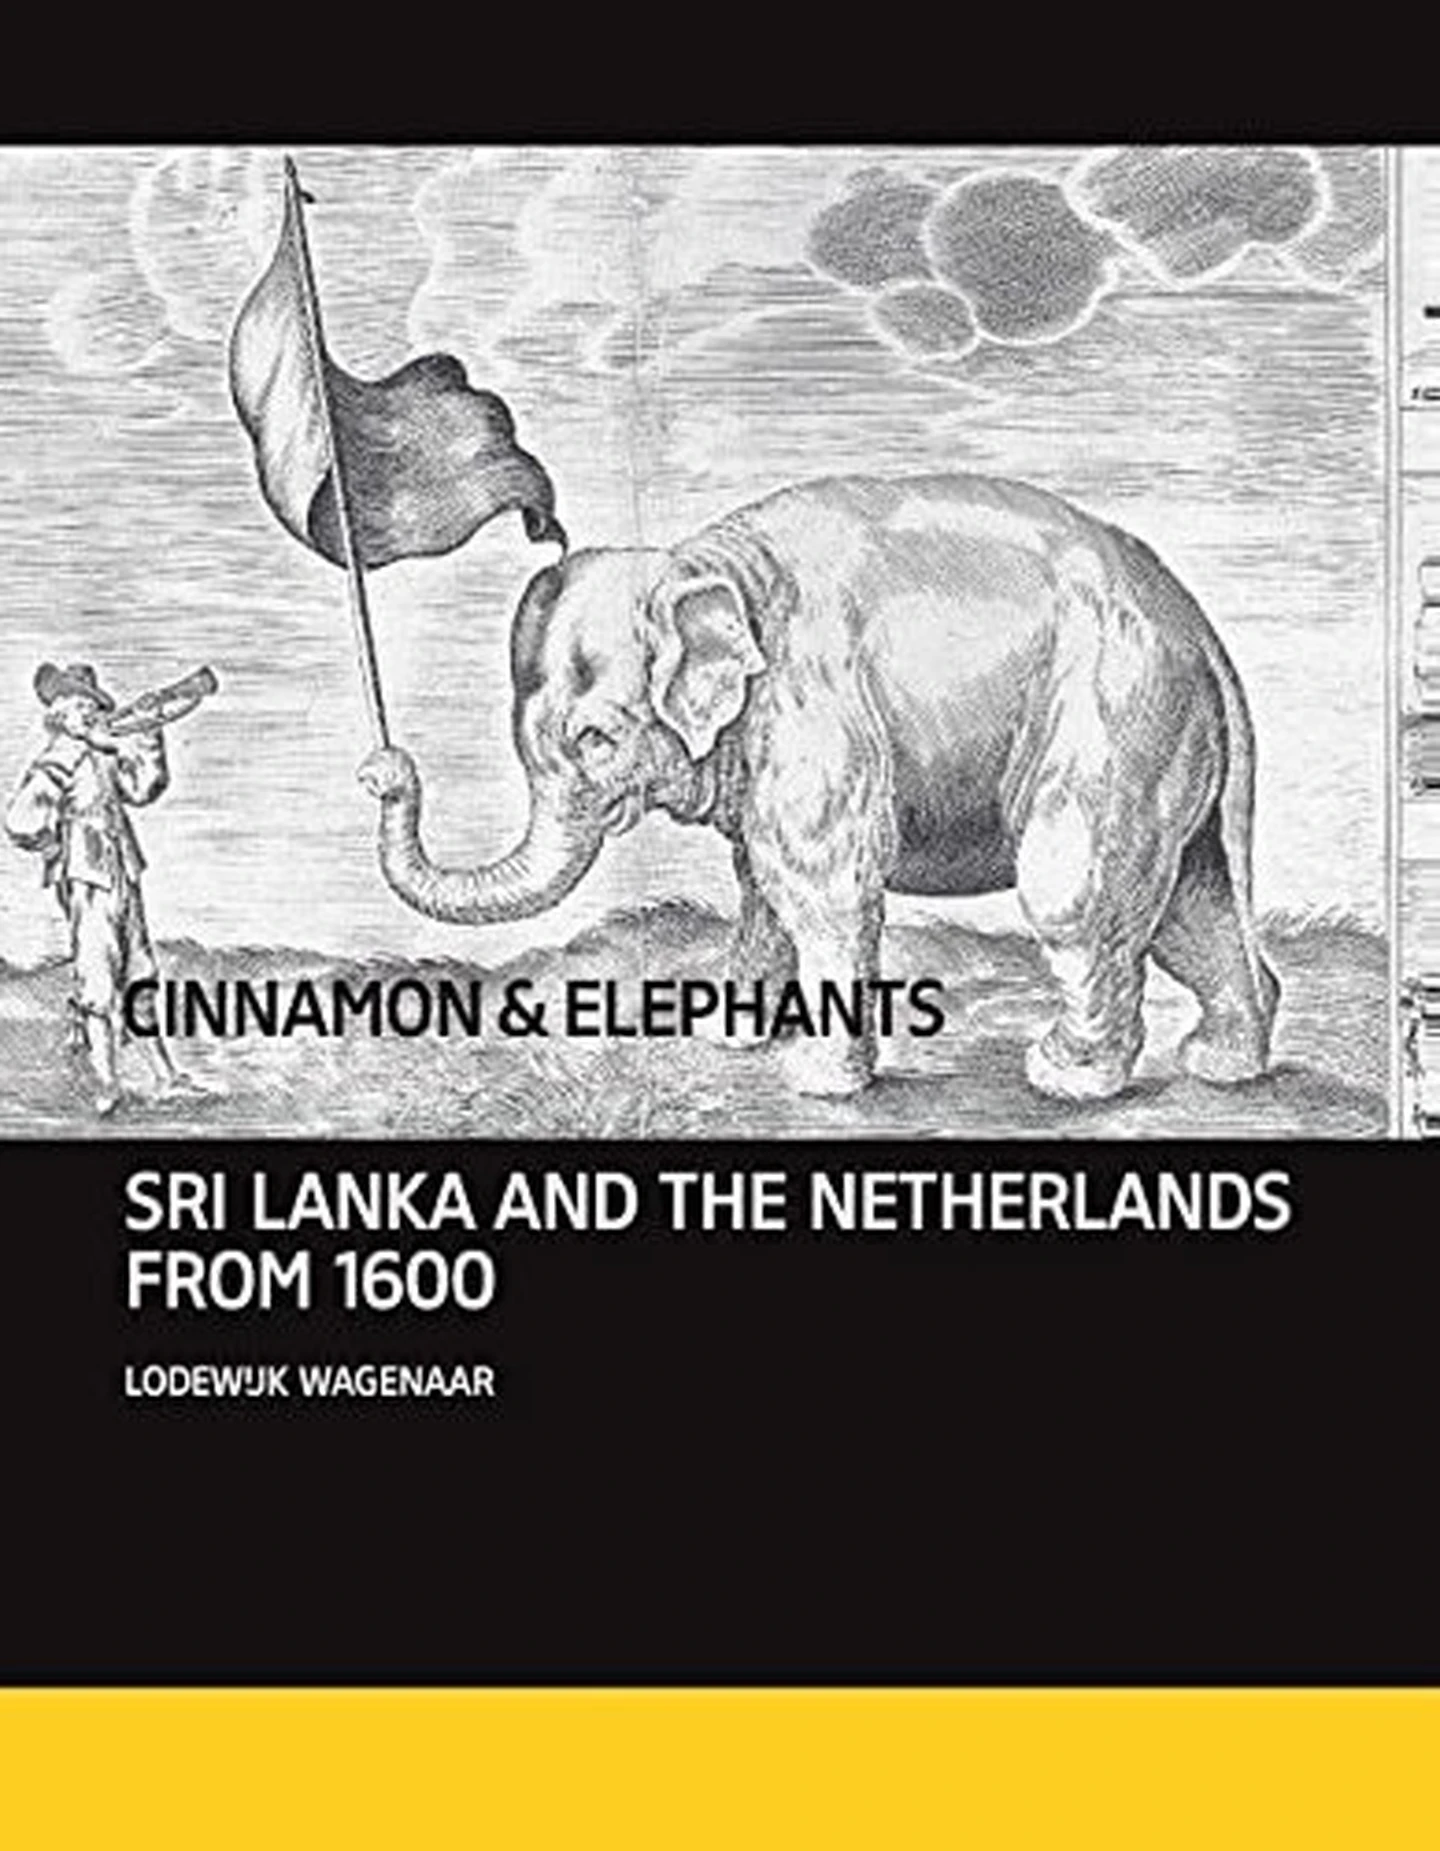 CINNAMON & ELEPHANTS
SRI LANKA AND THE NETHERLANDS
FROM 1600
LODEWIJK WAGENAAR